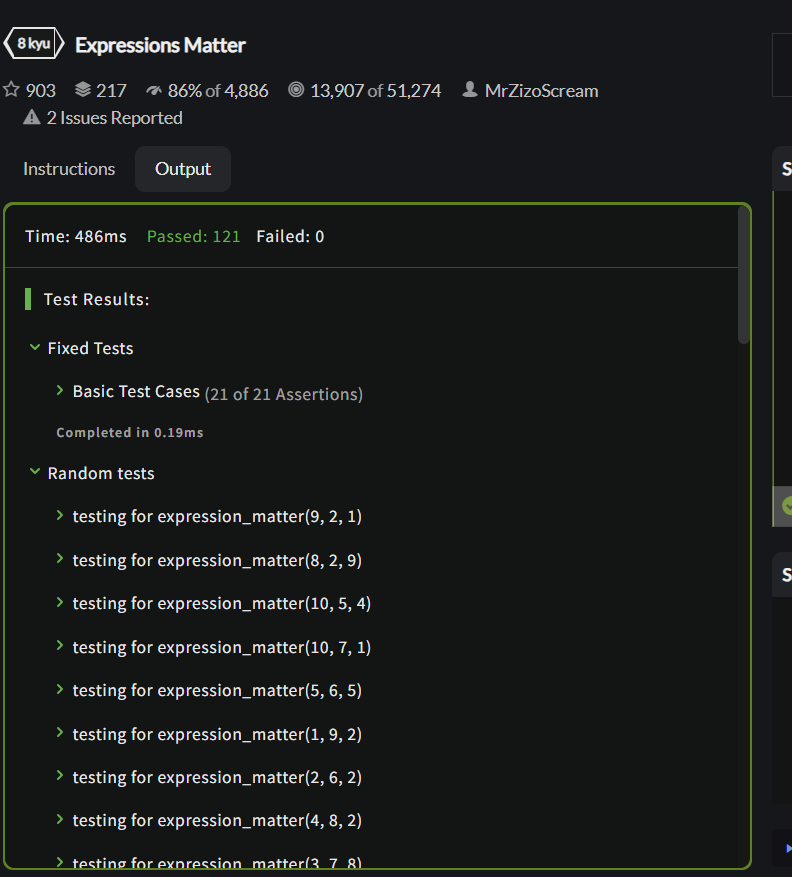 8 kyu Expressions Matter
903 217 86% of 4,886 13,907 of 51,274 MrZizoScream
2 Issues Reported
Instructions Output
Time: 486ms Passed: 121 Failed: 0
Test Results:
Fixed Tests
Basic Test Cases (21 of 21 Assertions)
Completed in 0.19ms
Random tests
testing for expression_matter(9, 2, 1)
testing for expression_matter(8, 2, 9)
testing for expression_matter(10, 5, 4)
testing for expression_matter(10, 7, 1)
testing for expression_matter(5, 6, 5)
testing for expression_matter(1, 9, 2)
testing for expression_matter(2, 6, 2)
testing for expression_matter(4, 8, 2)
testing for expression_matter(3, 7, 8)